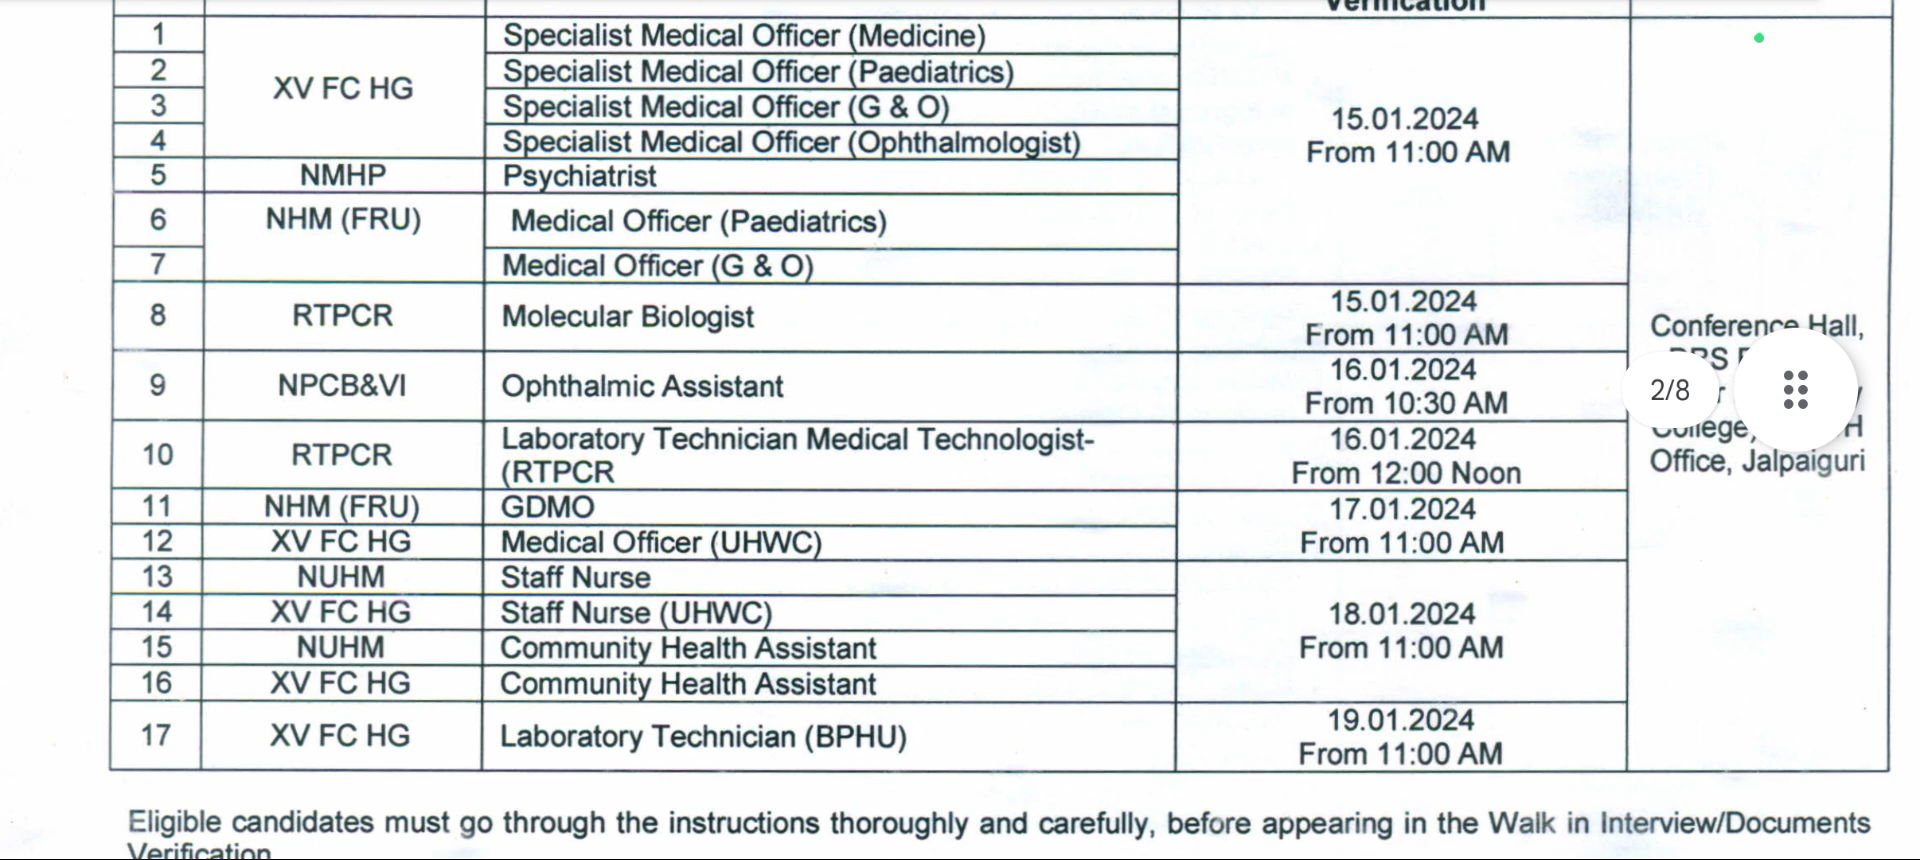 Verification
1 XV FC HG Specialist Medical Officer (Medicine) 15.01.2024 From 11:00 AM
2 Specialist Medical Officer (Paediatrics)
3 Specialist Medical Officer (G & O)
4 Specialist Medical Officer (Ophthalmologist)
5 NMHP Psychiatrist
6 NHM (FRU) Medical Officer (Paediatrics)
7 Medical Officer (G & O)
8 RTPCR Molecular Biologist 15.01.2024
From 11:00 AM
9 NPCB&VI Ophthalmic Assistant 16.01.2024
From 10:30 AM
10 RTPCR Laboratory Technician Medical Technologist- 16.01.2024
(RTPCR From 12:00 Noon
11 NHM (FRU) GDMO 17.01.2024
12 XV FC HG Medical Officer (UHWC) From 11:00 AM
13 NUHM Staff Nurse
14 XV FC HG Staff Nurse (UHWC) 18.01.2024
15 NUHM Community Health Assistant From 11:00 AM
16 XV FC HG Community Health Assistant
17 XV FC HG Laboratory Technician (BPHU) 19.01.2024
From 11:00 AM
Conference Hall,
College,
Office, Jalpaiguri
2/8
Eligible candidates must go through the instructions thoroughly and carefully, before appearing in the Walk in Interview/Documents
Verification